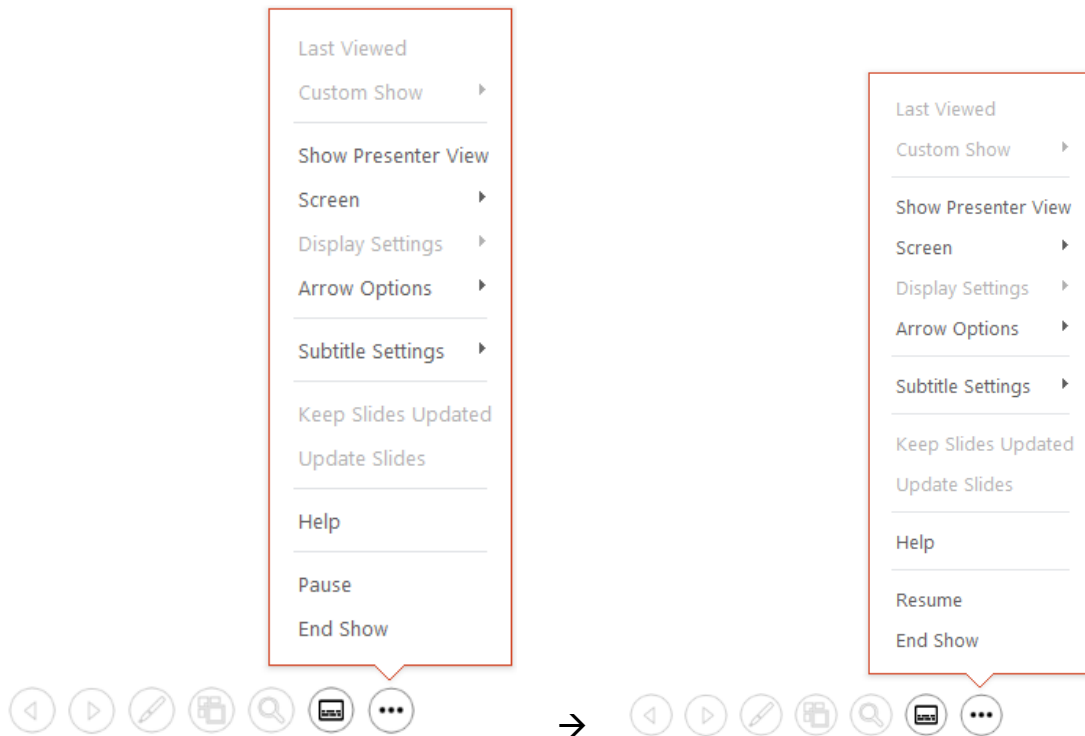 Last Viewed
Custom Show
Show Presenter View
Screen
Display Settings
Arrow Options
Subtitle Settings
Keep Slides Updated
Update Slides
Help
Pause
End Show
Last Viewed
Custom Show
Show Presenter View
Screen
Display Settings
Arrow Options
Subtitle Settings
Keep Slides Updated
Update Slides
Help
Resume
End Show